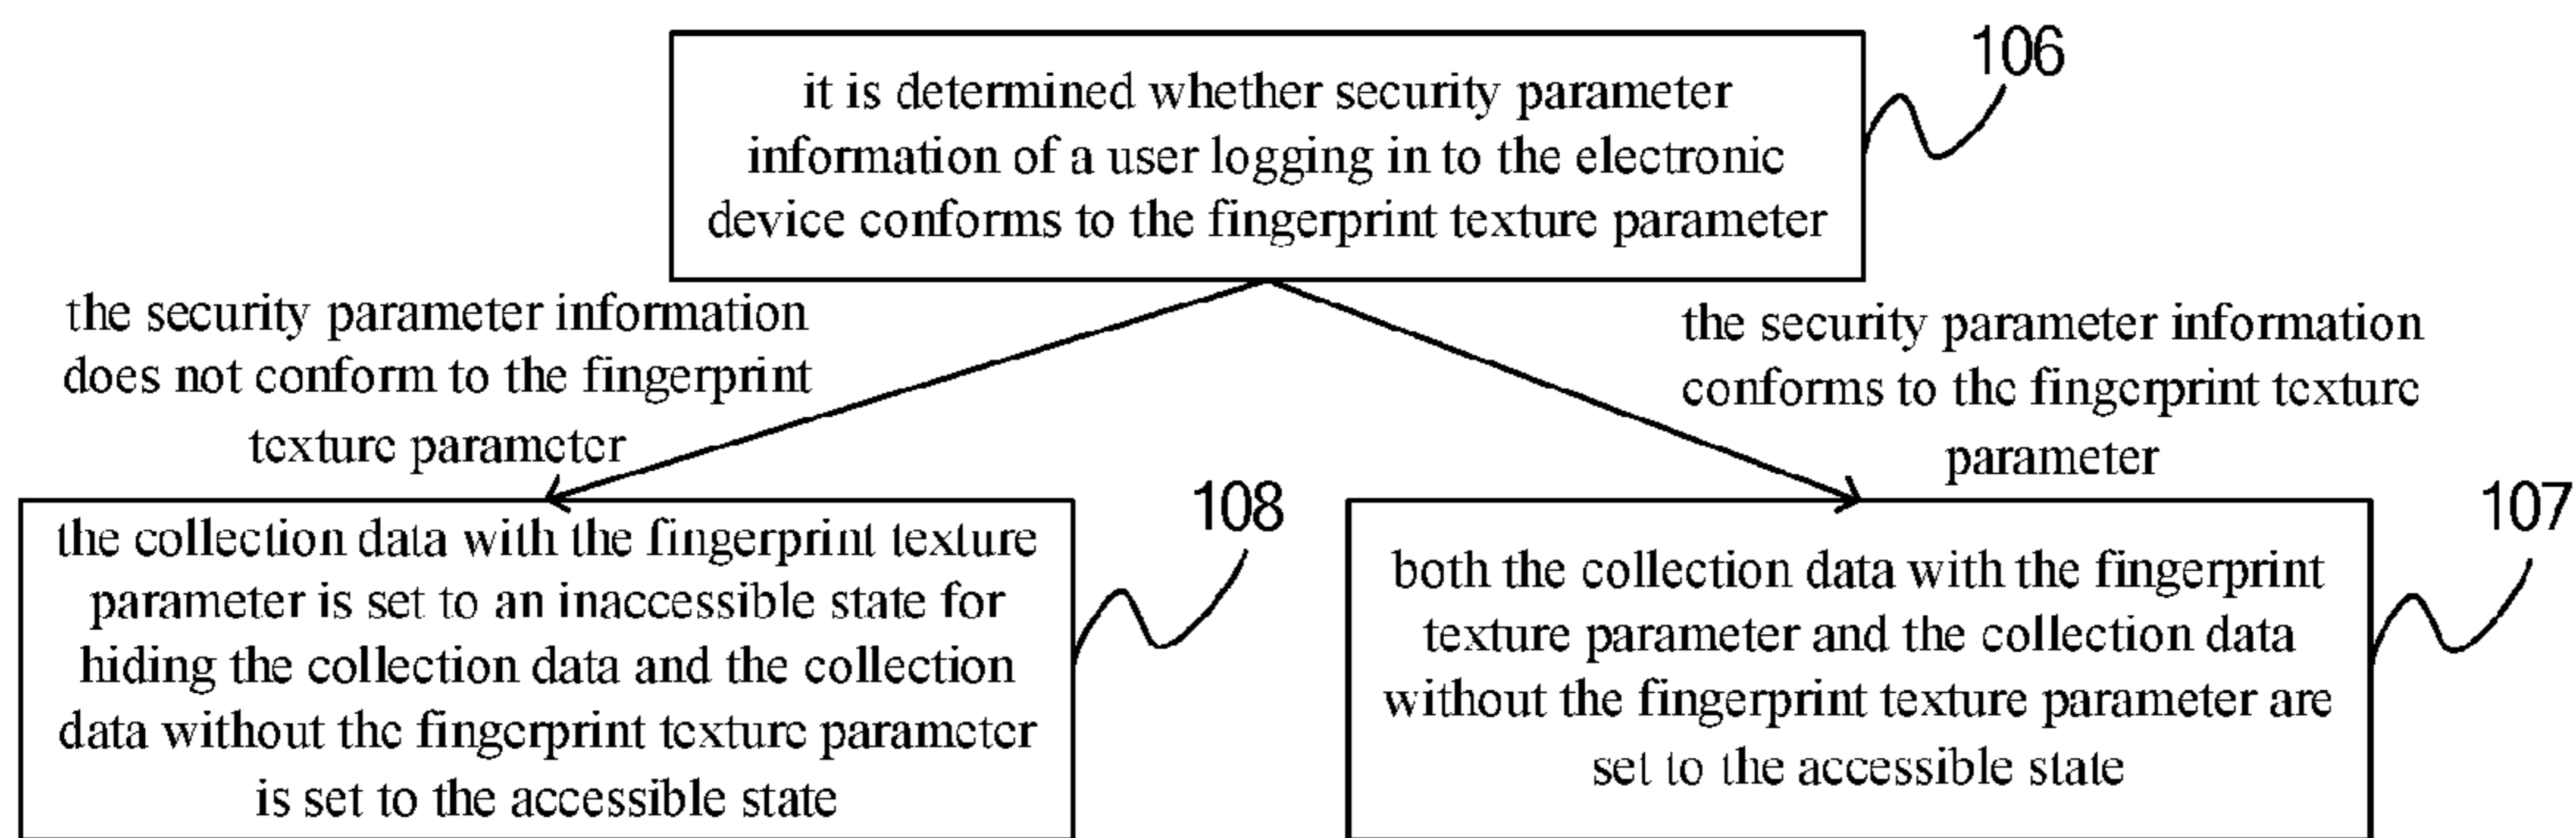 106
it is determined whether security parameter
information of a user logging in to the electronic
device conforms to the fingerprint texture parameter
the security parameter information
does not conform to the fingerprint
texture parameter
the security parameter information
conforms to the fingerprint texture
parameter
108
the collection data with the fingerprint texture
parameter is set to an inaccessible state for
hiding the collection data and the collection
data without the fingerprint texture parameter
is set to the accessible state
107
both the collection data with the fingerprint
texture parameter and the collection data
without the fingerprint texture parameter are
set to the accessible state